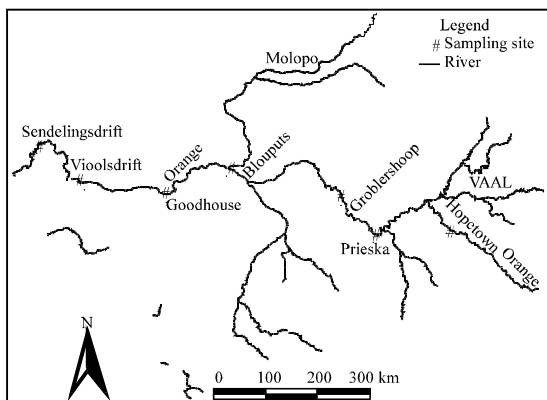 Legend
# Sampling site
River
Molopo
Sendelingsdrift
Vioolsdrift
Orange
Goodhouse
Blouputs
Groblershoop
Prieska
VAAL
Hopetown Orange
N
0 100 200 300 km